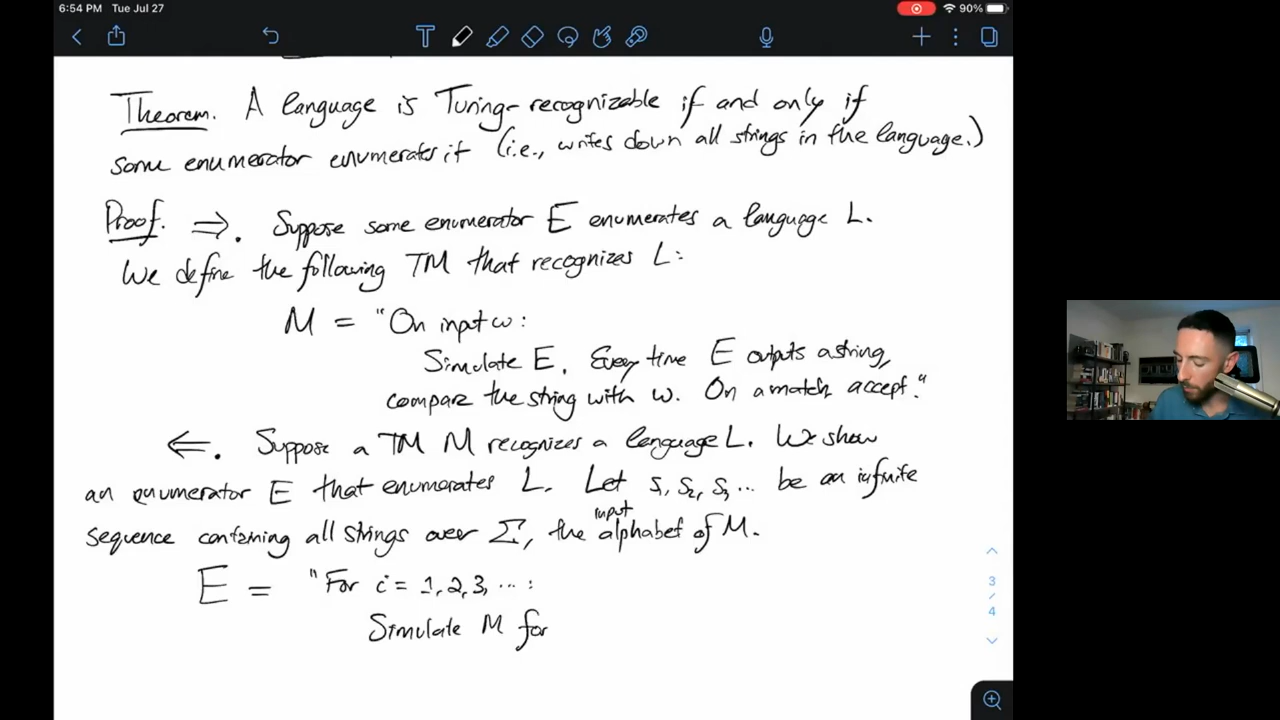 6:54 PM Tue Jul 27
90%
Theorem. A language is Turing-recognizable if and only if
some enumerator enumerates it (i.e., writes down all strings in the language.)
Proof. ⇒. Suppose some enumerator E enumerates a language L.
We define the following TM that recognizes L:
M = "On input w:
Simulate E. Every time E outputs a string,
compare the string with w. On a match, accept."
⇐. Suppose a TM M recognizes a language L. We show
an enumerator E that enumerates L. Let s₁, s₂, s₃, ... be an infinite
sequence containing all strings over Σ, the input alphabet of M.
E = "For i = 1, 2, 3, ... :
Simulate M for
3
/
4